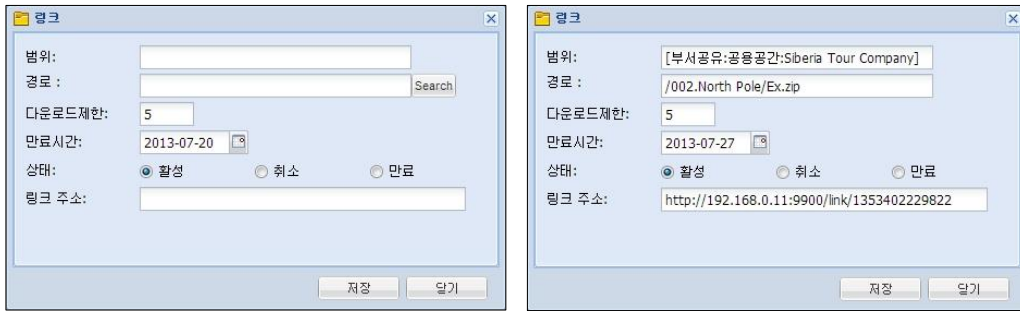 링크
범위:
경로 :
Search
다운로드제한:
5
만료시간:
2013-07-20
상태:
활성 취소 만료
링크 주소:
저장 닫기
링크
범위:
[부서공유:공용공간:Siberia Tour Company]
경로 :
/002.North Pole/Ex.zip
다운로드제한:
5
만료시간:
2013-07-27
상태:
활성 취소 만료
링크 주소:
http://192.168.0.11:9900/link/1353402229822
저장 닫기